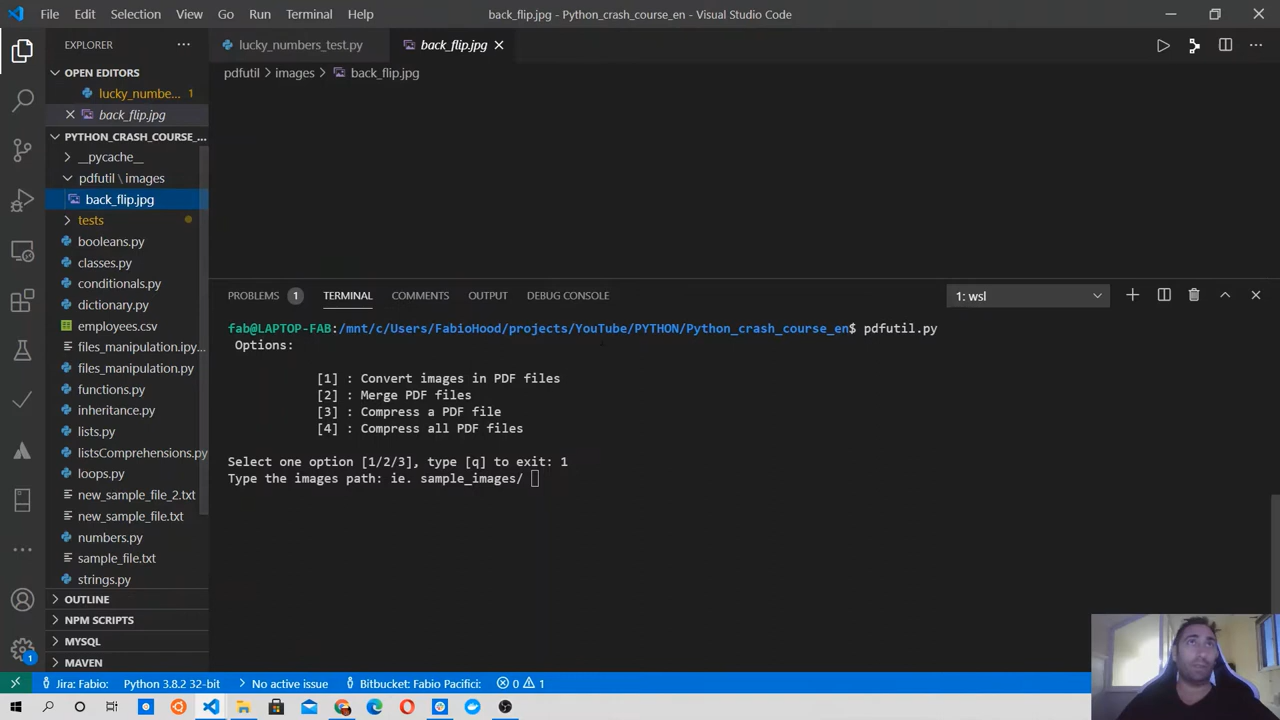 File Edit Selection View Go Run Terminal Help
back_flip.jpg - Python_crash_course_en - Visual Studio Code
EXPLORER
OPEN EDITORS
lucky_numbe... 1
back_flip.jpg
PYTHON_CRASH_COURSE_...
__pycache__
pdfutil \ images
back_flip.jpg
tests
booleans.py
classes.py
conditionals.py
dictionary.py
employees.csv
files_manipulation.ipy...
files_manipulation.py
functions.py
inheritance.py
lists.py
listsComprehensions.py
loops.py
new_sample_file_2.txt
new_sample_file.txt
numbers.py
sample_file.txt
strings.py
OUTLINE
NPM SCRIPTS
MYSQL
MAVEN
lucky_numbers_test.py
back_flip.jpg
pdfutil > images > back_flip.jpg
PROBLEMS 1 TERMINAL COMMENTS OUTPUT DEBUG CONSOLE
1: wsl
fab@LAPTOP-FAB:/mnt/c/Users/FabioHood/projects/YouTube/PYTHON/Python_crash_course_en$ pdfutil.py
Options:
[1] : Convert images in PDF files
[2] : Merge PDF files
[3] : Compress a PDF file
[4] : Compress all PDF files
Select one option [1/2/3], type [q] to exit: 1
Type the images path: ie. sample_images/
1
Jira: Fabio: Python 3.8.2 32-bit No active issue Bitbucket: Fabio Pacifici: 0 1